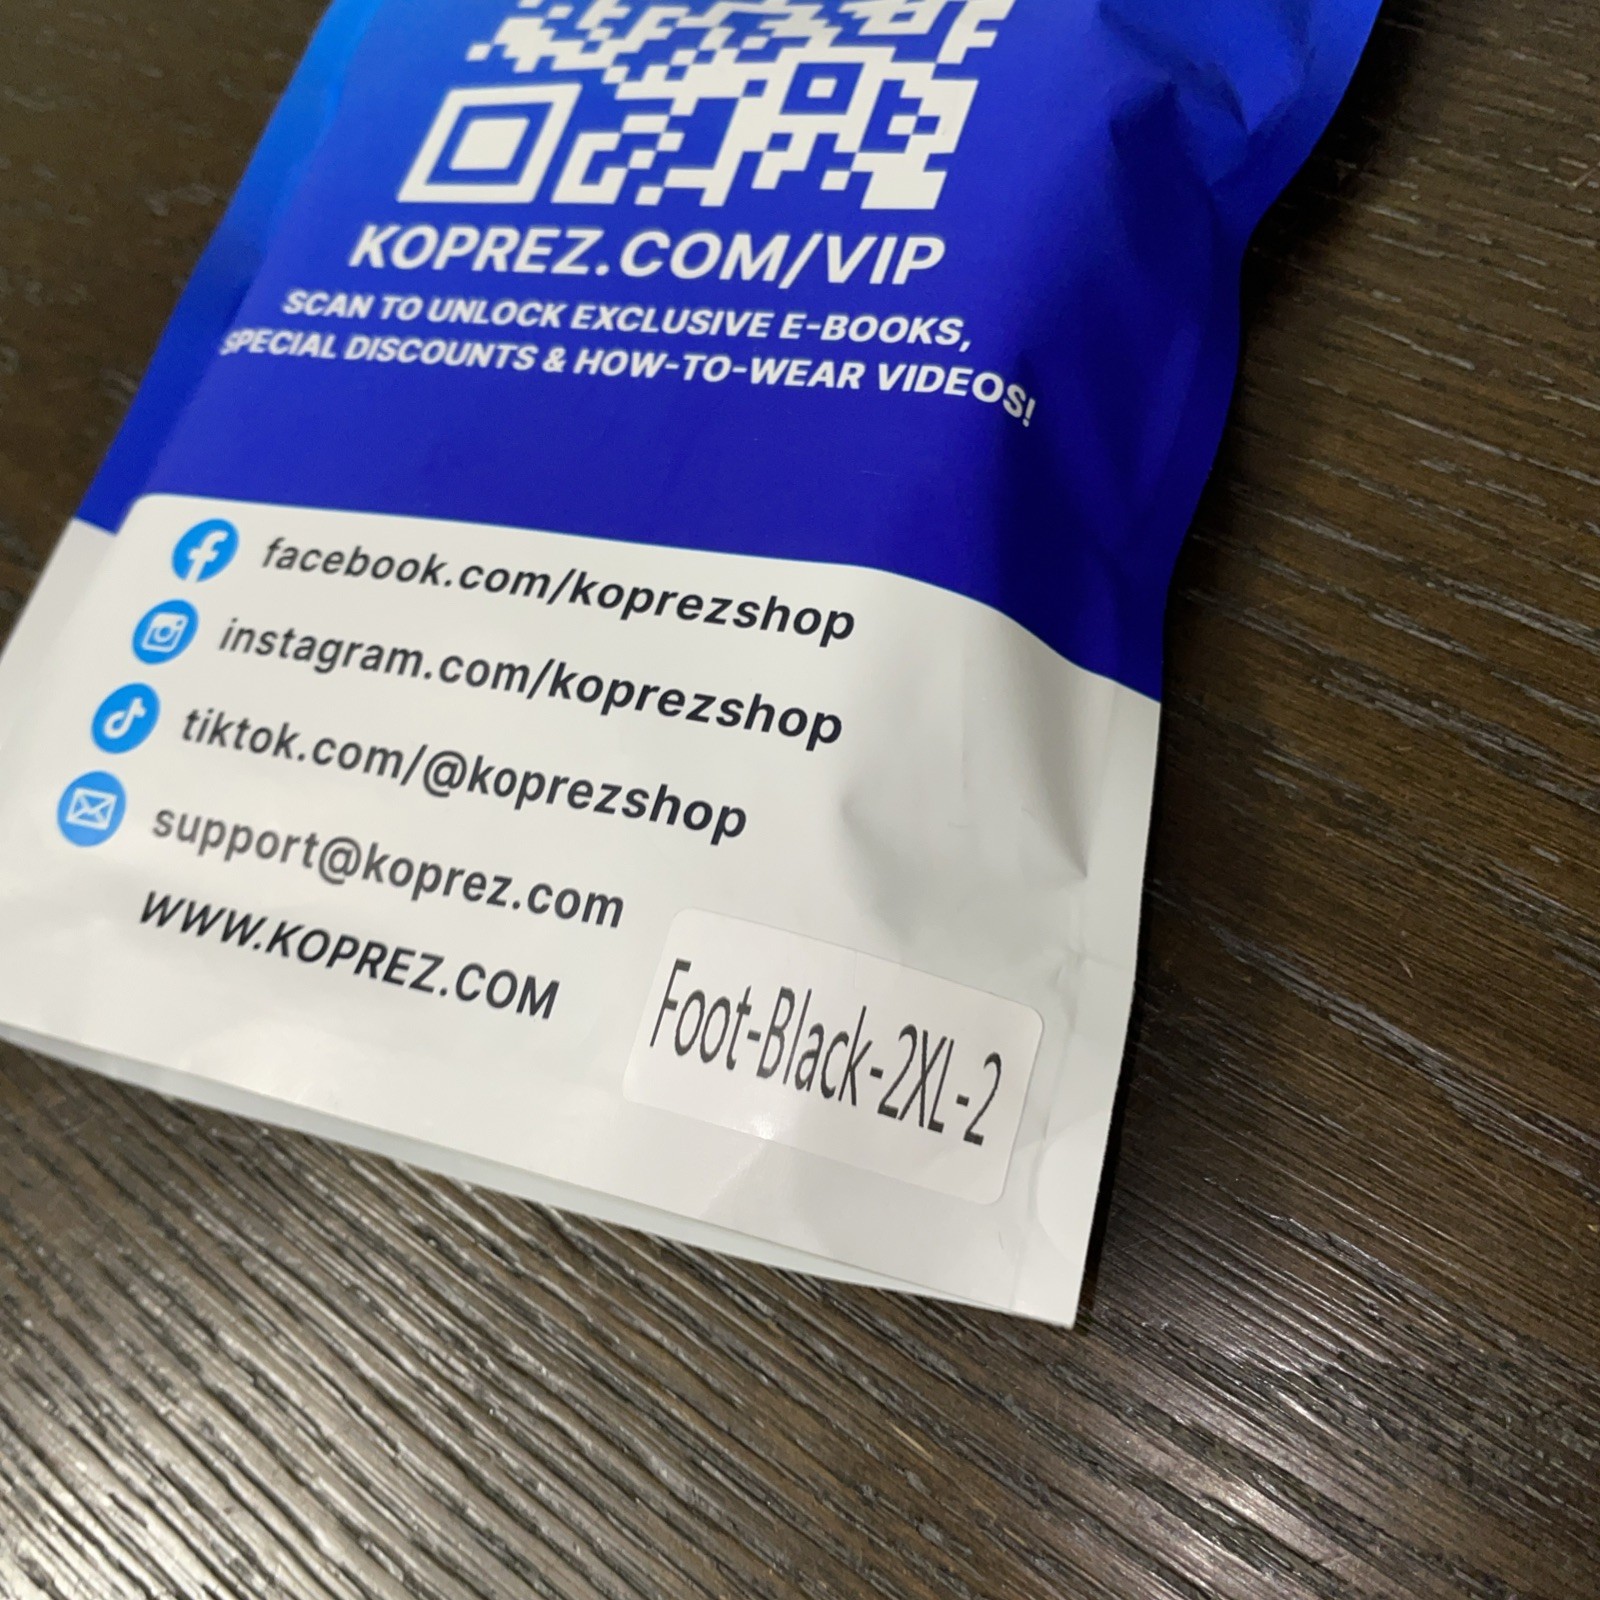 KOPREZ.COM/VIP
SCAN TO UNLOCK EXCLUSIVE E-BOOKS,
SPECIAL DISCOUNTS & HOW-TO-WEAR VIDEOS!
facebook.com/koprezshop
instagram.com/koprezshop
tiktok.com/@koprezshop
support@koprez.com
WWW.KOPREZ.COM
Foot-Black-2XL-2